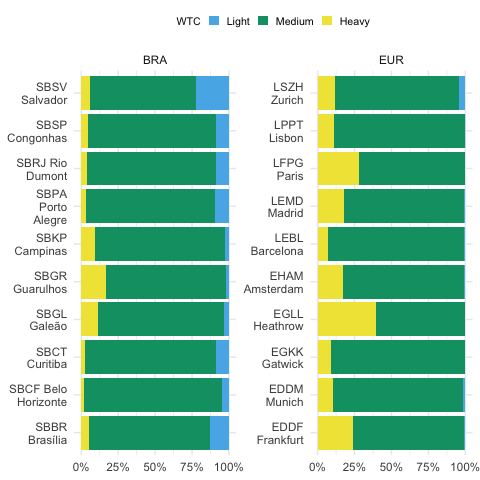 WTC Light Medium Heavy
BRA
SBSV
Salvador
SBSP
Congonhas
SBRJ Rio
Dumont
SBPA
Porto
Alegre
SBKP
Campinas
SBGR
Guarulhos
SBGL
Galeão
SBCT
Curitiba
SBCF Belo
Horizonte
SBBR
Brasília
0% 25% 50% 75% 100%
EUR
LSZH
Zurich
LPPT
Lisbon
LFPG
Paris
LEMD
Madrid
LEBL
Barcelona
EHAM
Amsterdam
EGLL
Heathrow
EGKK
Gatwick
EDDM
Munich
EDDF
Frankfurt
0% 25% 50% 75% 100%